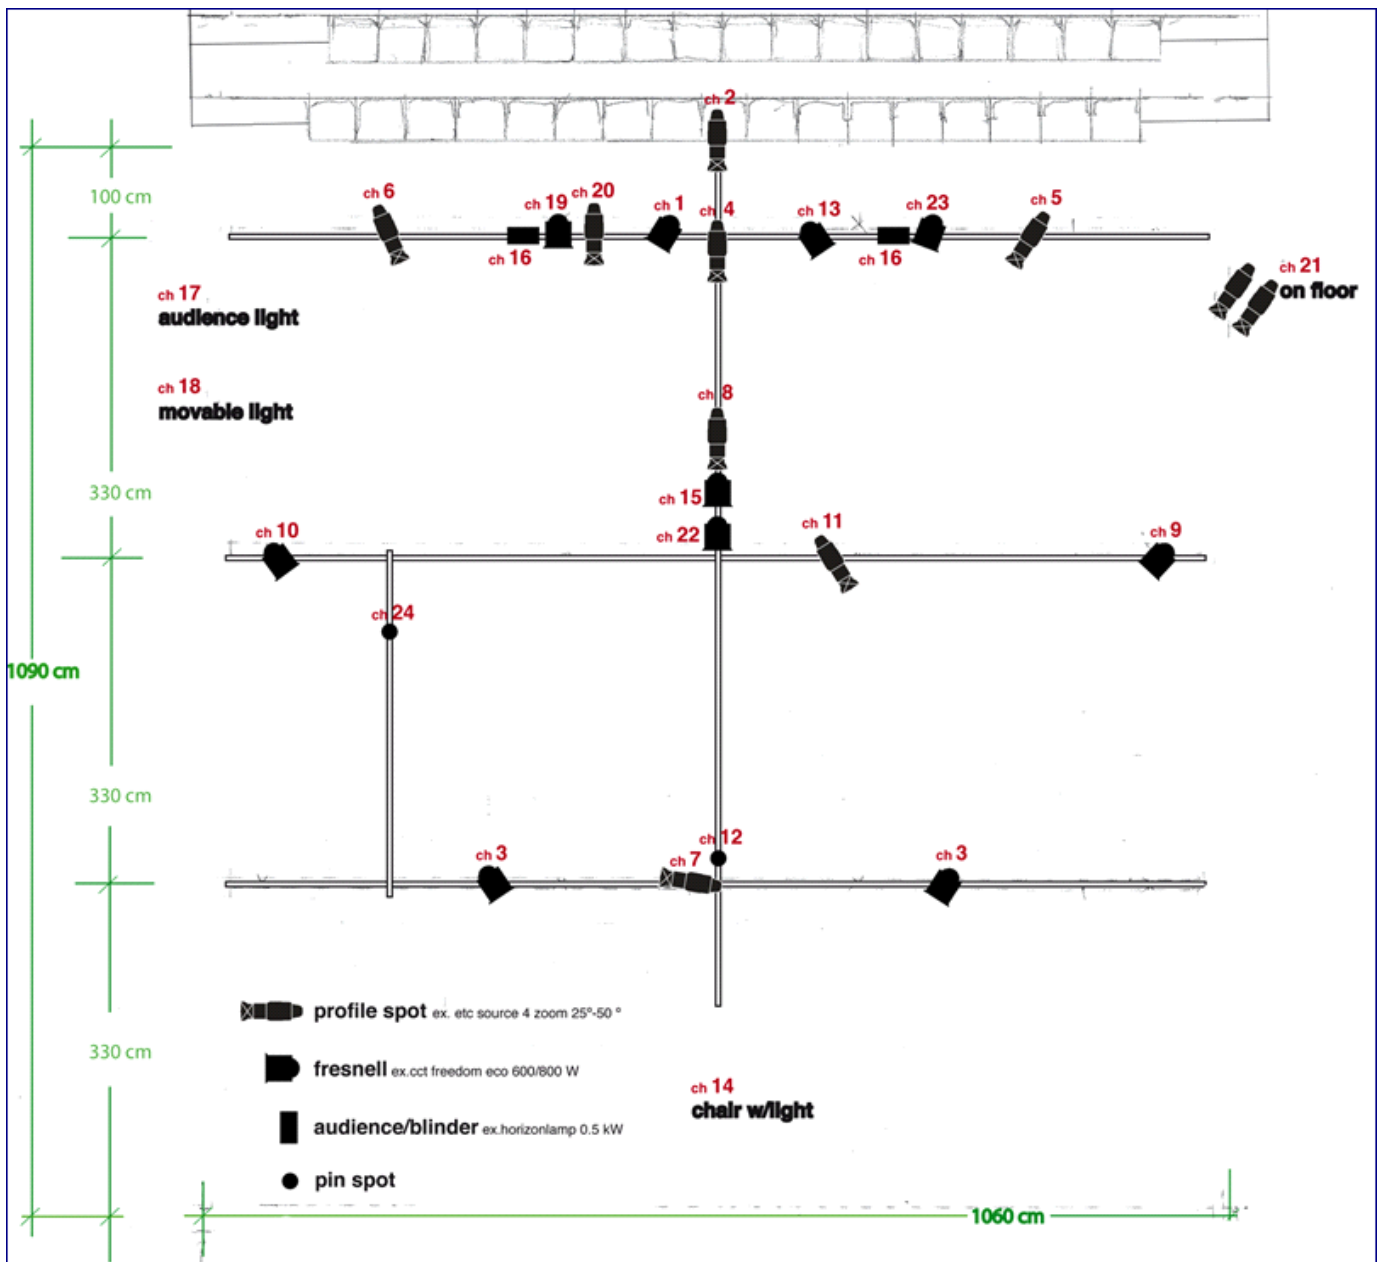 ch 2
100 cm
ch 6
ch 19
ch 20
ch 1
ch 4
ch 13
ch 23
ch 5
ch 16
ch 16
ch 21
on floor
ch 17
audience light
ch 18
movable light
ch 8
330 cm
ch 15
ch 22
ch 11
ch 10
ch 9
ch 24
1090 cm
330 cm
ch 12
ch 3
ch 7
ch 3
profile spot ex. etc source 4 zoom 25º-50 º
330 cm
fresnell ex.cct freedom eco 600/800 W
ch 14
chair w/light
audience/blinder ex.horizonlamp 0.5 kW
pin spot
1060 cm